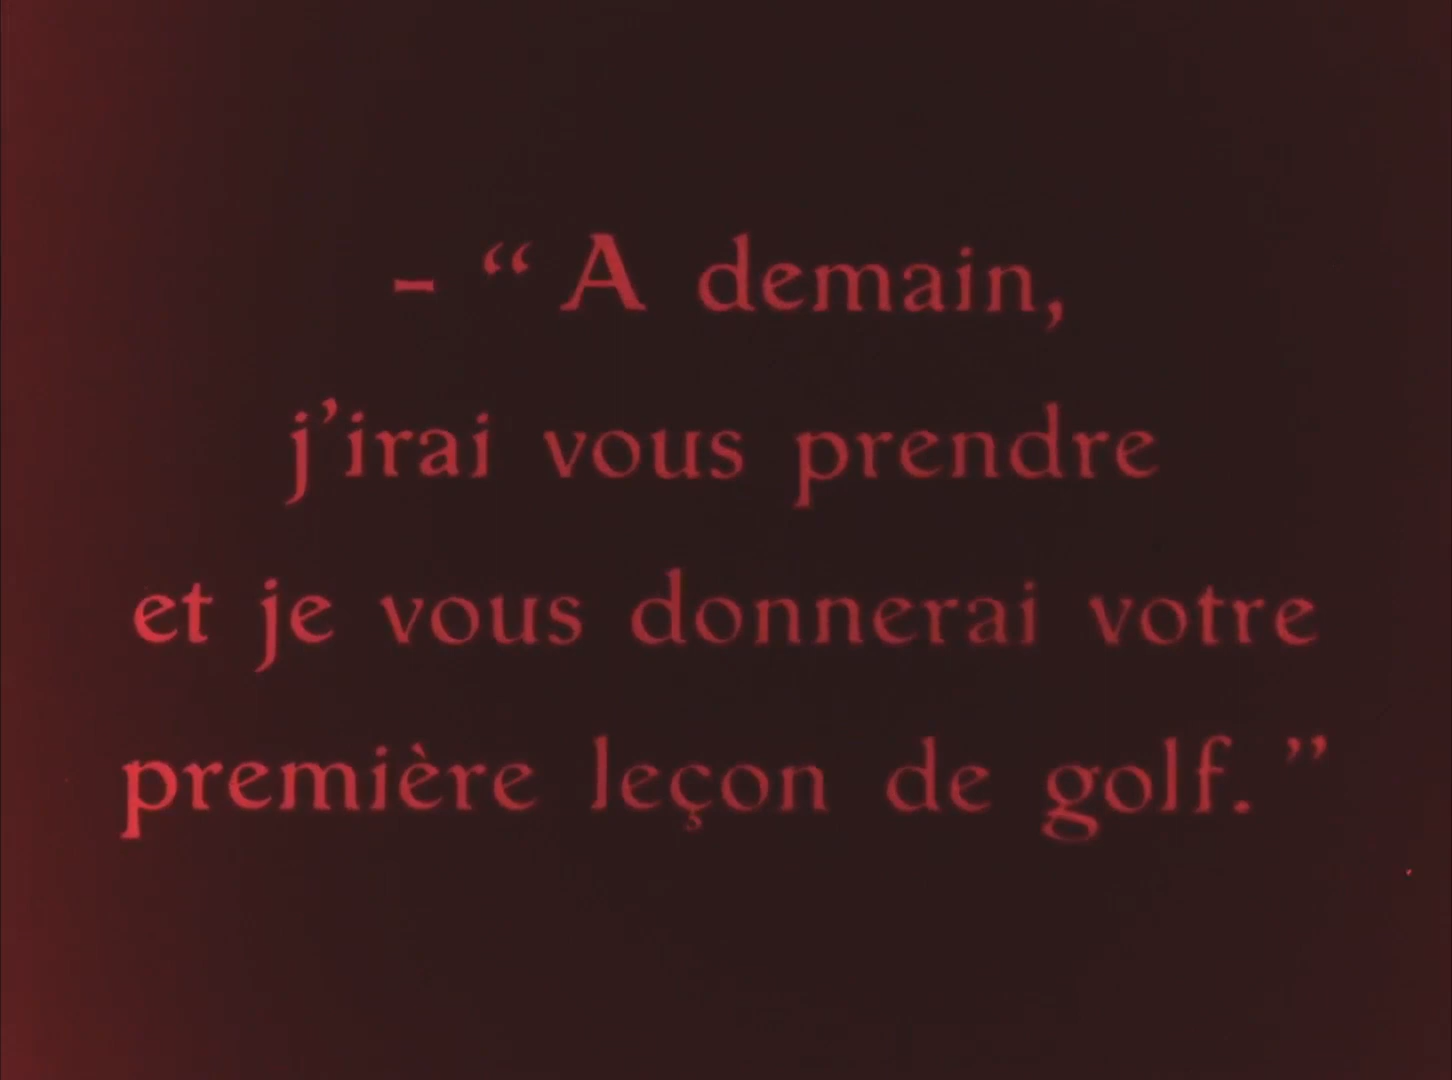 - “ A demain,
j’irai vous prendre
et je vous donnerai votre
première leçon de golf. ”